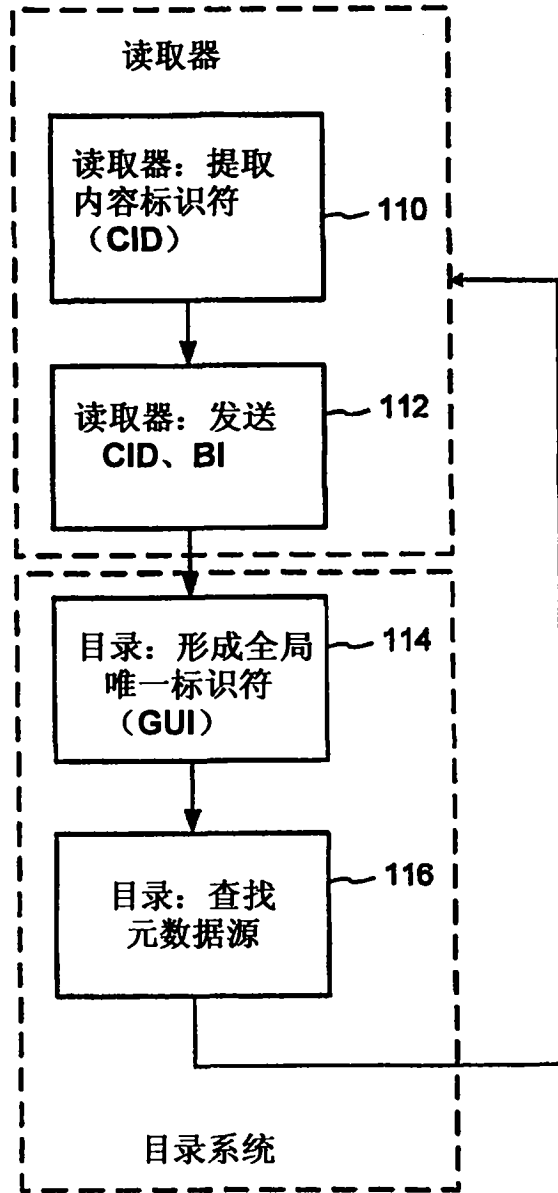 读取器
读取器：提取
内容标识符
（CID）
110
读取器：发送
CID、BI
112
目录：形成全局
唯一标识符
（GUI）
114
目录：查找
元数据源
116
目录系统